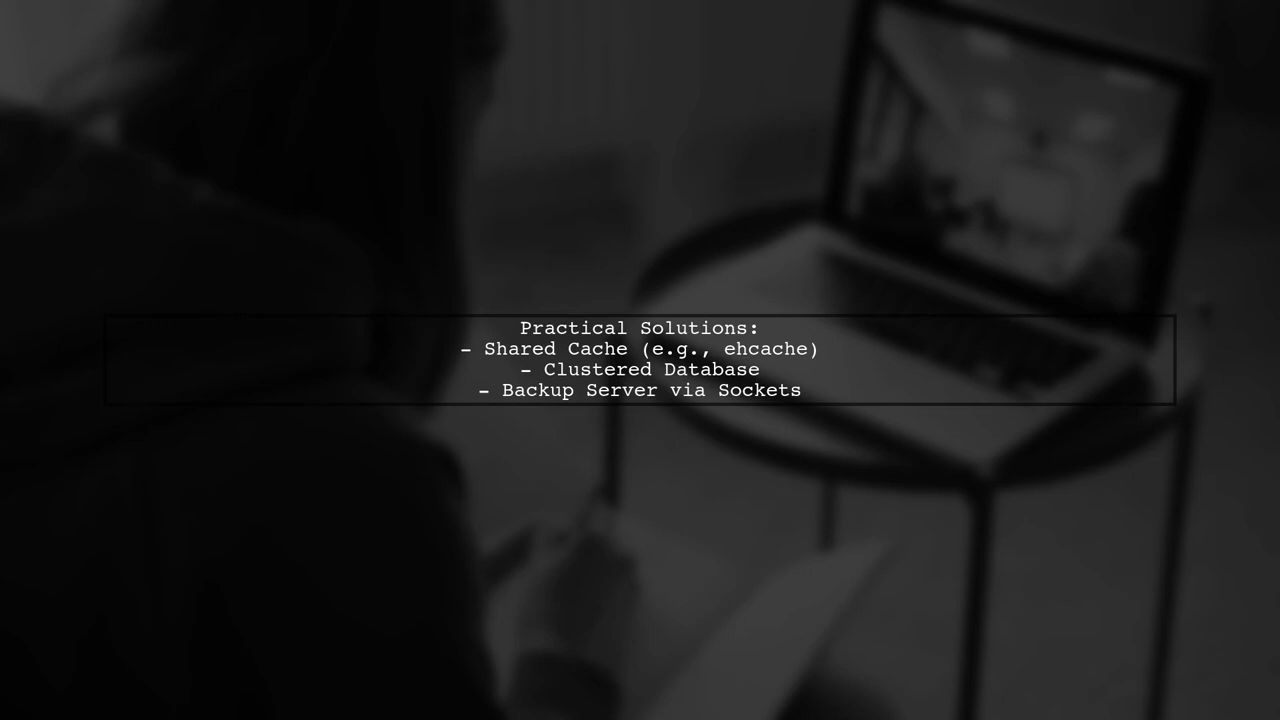 Practical Solutions:
- Shared Cache (e.g., ehcache)
- Clustered Database
- Backup Server via Sockets